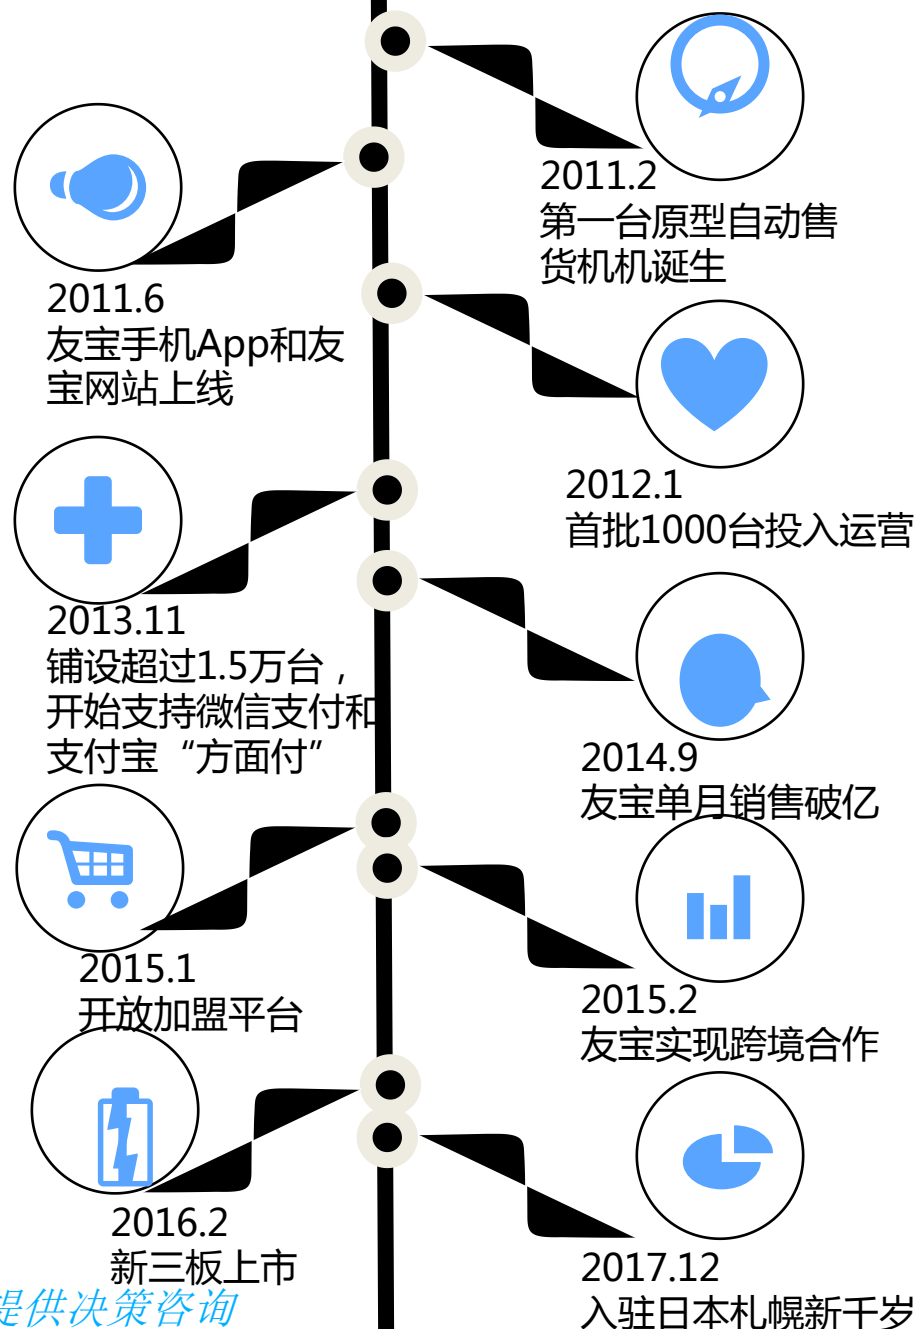 2011.2
第一台原型自动售
货机机诞生
2011.6
友宝手机App和友
宝网站上线
2012.1
首批1000台投入运营
2013.11
铺设超过1.5万台，
开始支持微信支付和
支付宝“方面付”
2014.9
友宝单月销售破亿
2015.1
开放加盟平台
2015.2
友宝实现跨境合作
2016.2
新三板上市
2017.12
入驻日本札幌新千岁
提供决策咨询